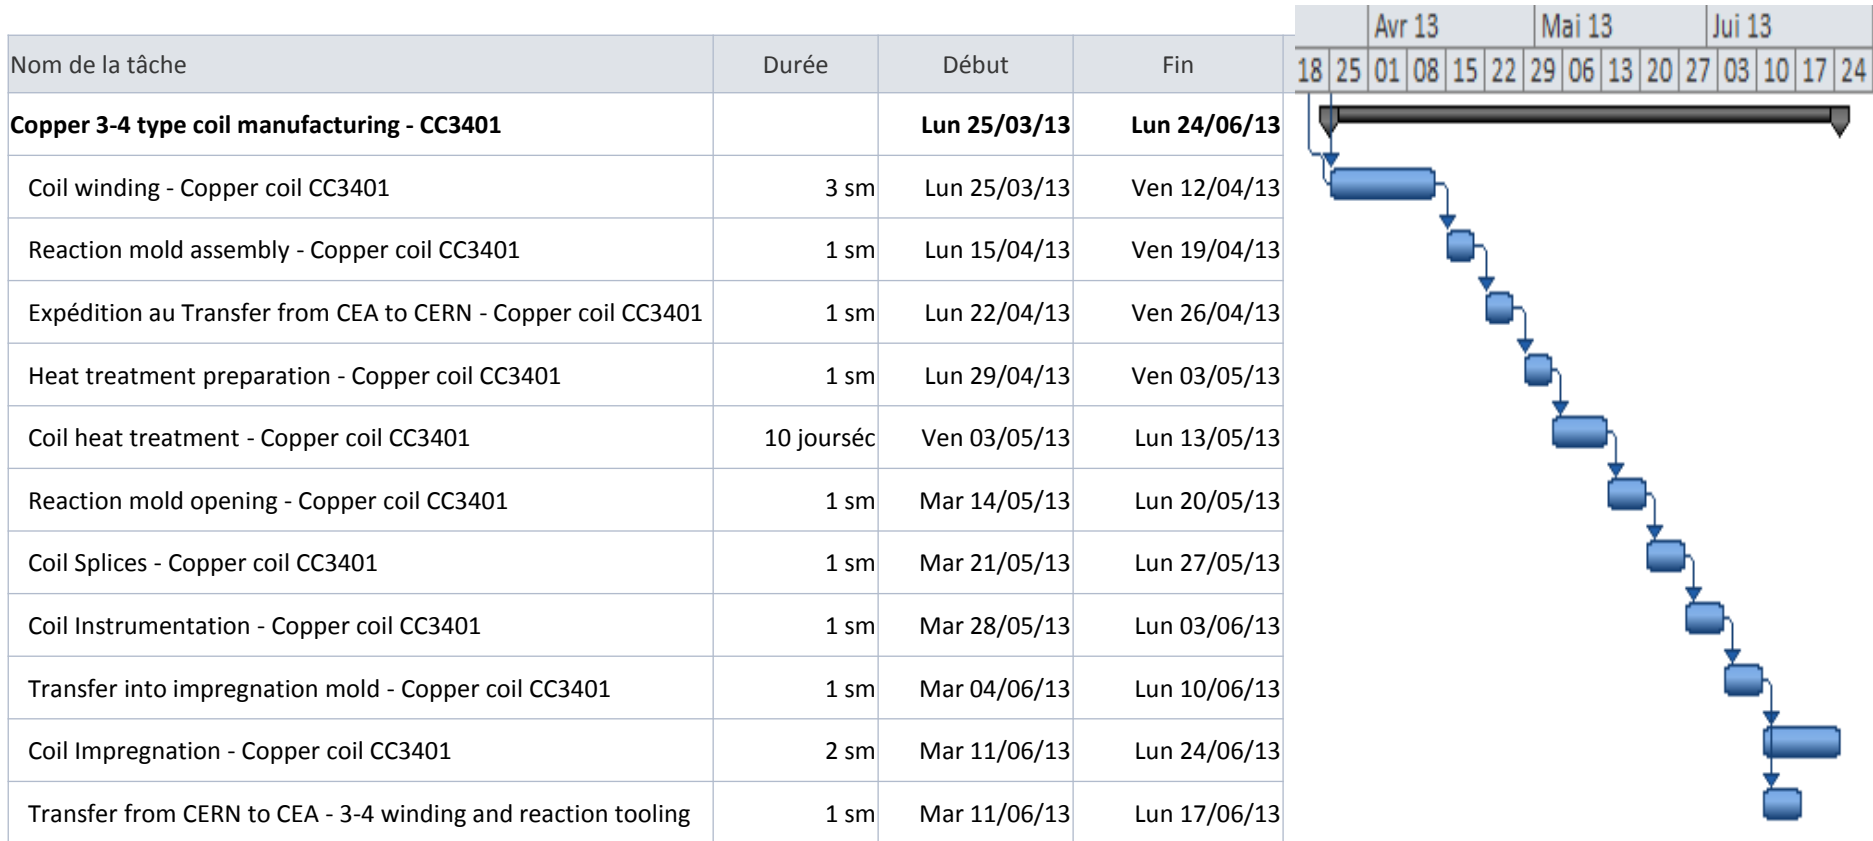 Avr 13 Mai 13 Jui 13
Nom de la tâche Durée Début Fin 18 25 01 08 15 22 29 06 13 20 27 03 10 17 24
Copper 3-4 type coil manufacturing - CC3401 Lun 25/03/13 Lun 24/06/13
Coil winding - Copper coil CC3401 3 sm Lun 25/03/13 Ven 12/04/13
Reaction mold assembly - Copper coil CC3401 1 sm Lun 15/04/13 Ven 19/04/13
Expédition au Transfer from CEA to CERN - Copper coil CC3401 1 sm Lun 22/04/13 Ven 26/04/13
Heat treatment preparation - Copper coil CC3401 1 sm Lun 29/04/13 Ven 03/05/13
Coil heat treatment - Copper coil CC3401 10 jourséc Ven 03/05/13 Lun 13/05/13
Reaction mold opening - Copper coil CC3401 1 sm Mar 14/05/13 Lun 20/05/13
Coil Splices - Copper coil CC3401 1 sm Mar 21/05/13 Lun 27/05/13
Coil Instrumentation - Copper coil CC3401 1 sm Mar 28/05/13 Lun 03/06/13
Transfer into impregnation mold - Copper coil CC3401 1 sm Mar 04/06/13 Lun 10/06/13
Coil Impregnation - Copper coil CC3401 2 sm Mar 11/06/13 Lun 24/06/13
Transfer from CERN to CEA - 3-4 winding and reaction tooling 1 sm Mar 11/06/13 Lun 17/06/13